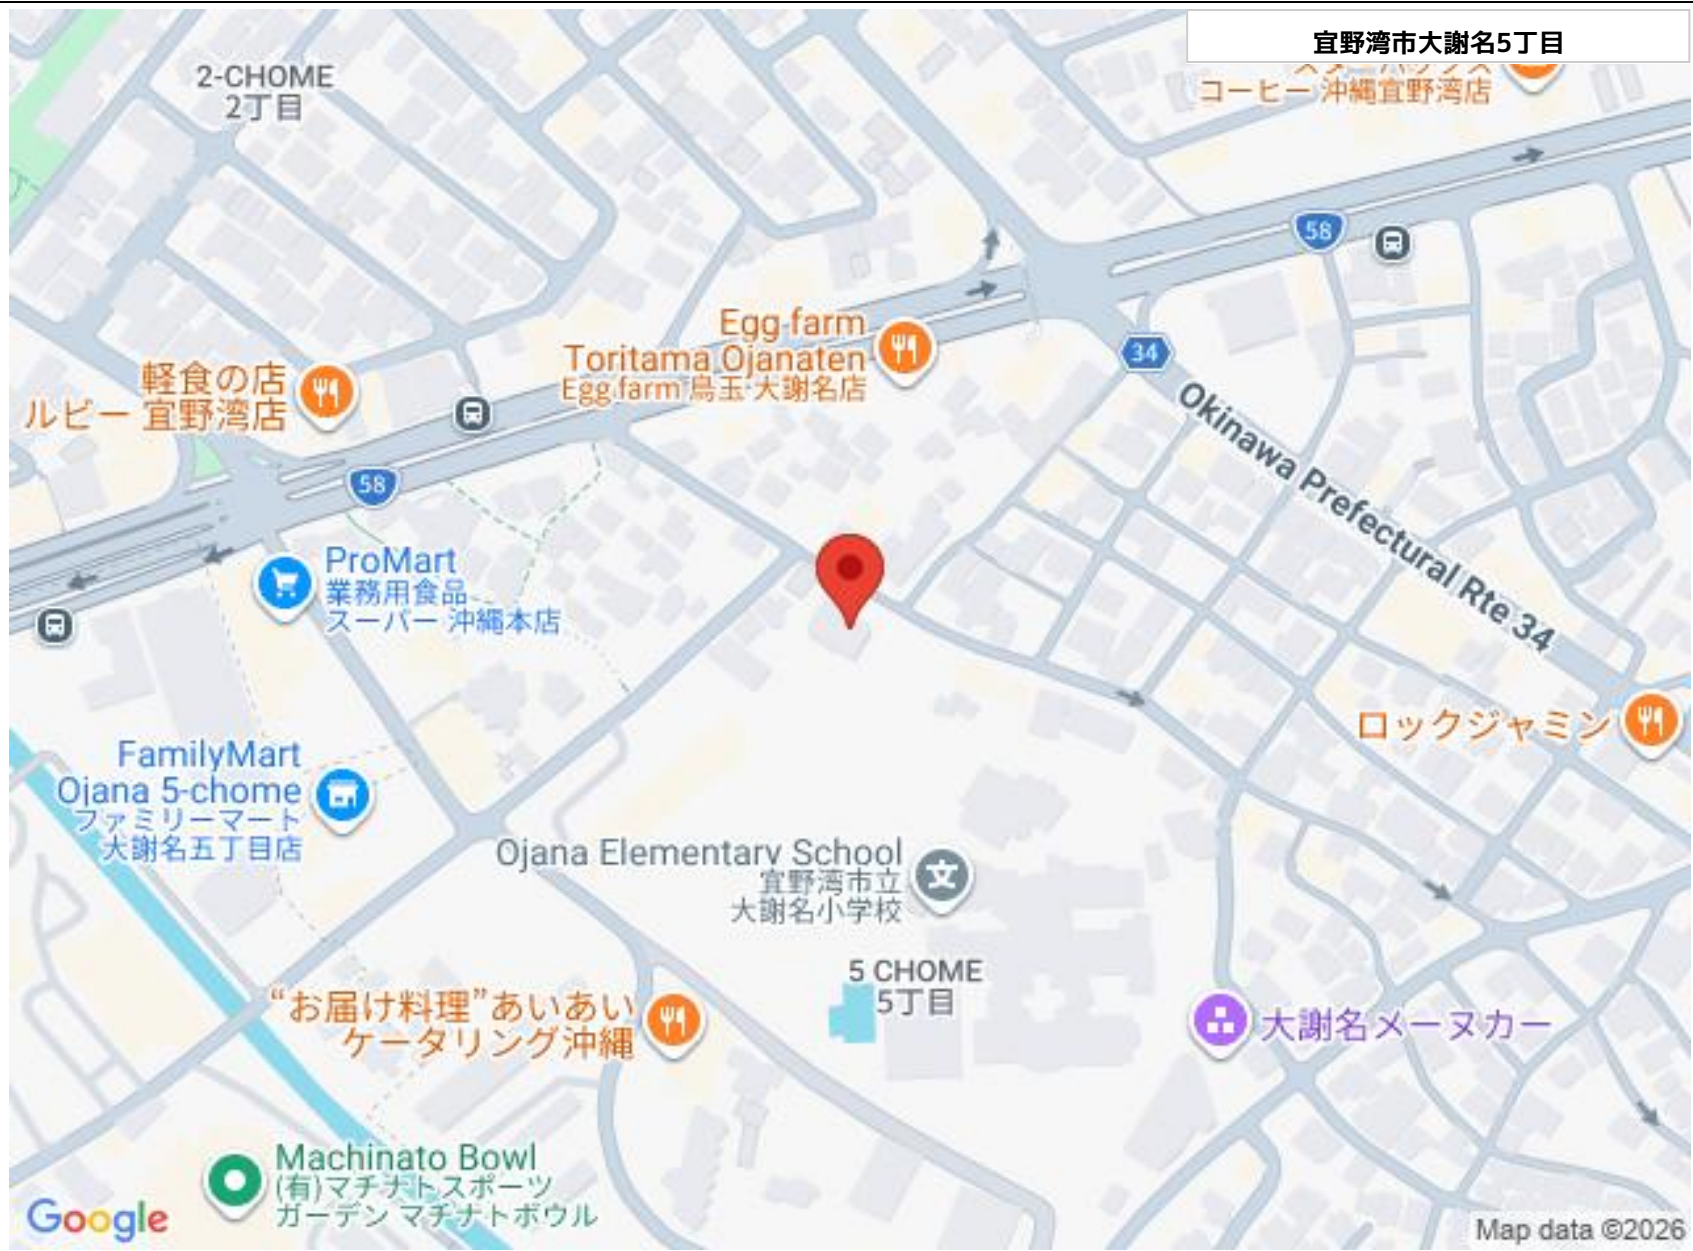 宜野湾市大謝名5丁目
2-CHOME
2丁目
コーヒー 沖縄宜野湾店
58
Egg farm
Toritama Ojanaten
Egg farm 鳥玉 大謝名店
34
軽食の店
ルビー 宜野湾店
Okinawa Prefectural Rte 34
58
ProMart
業務用食品
スーパー 沖縄本店
ロックジャミン
FamilyMart
Ojana 5-chome
ファミリーマート
大謝名五丁目店
Ojana Elementary School
宜野湾市立
大謝名小学校
文
5 CHOME
5丁目
“お届け料理”あいあい
ケータリング沖縄
大謝名メーヌカー
Machinato Bowl
(有)マチナトスポーツ
ガーデン マチナトボウル
Google
Map data ©2026